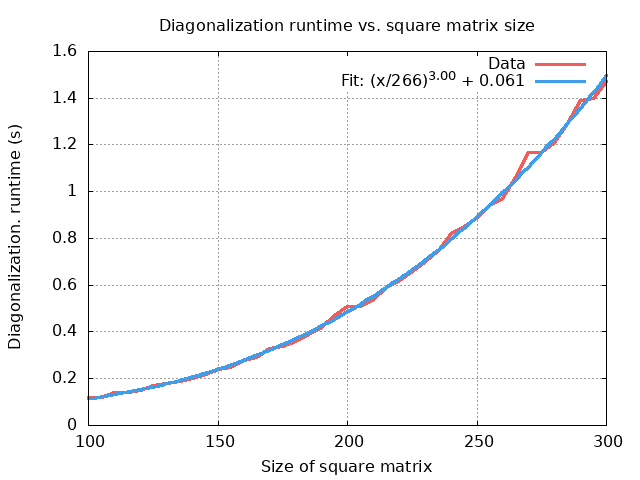 Diagonalization runtime vs. square matrix size
Diagonalization. runtime (s)
1.6
1.4
1.2
1
0.8
0.6
0.4
0.2
0
Data
Fit: (x/266)^3.00 + 0.061
100
150
200
250
300
Size of square matrix